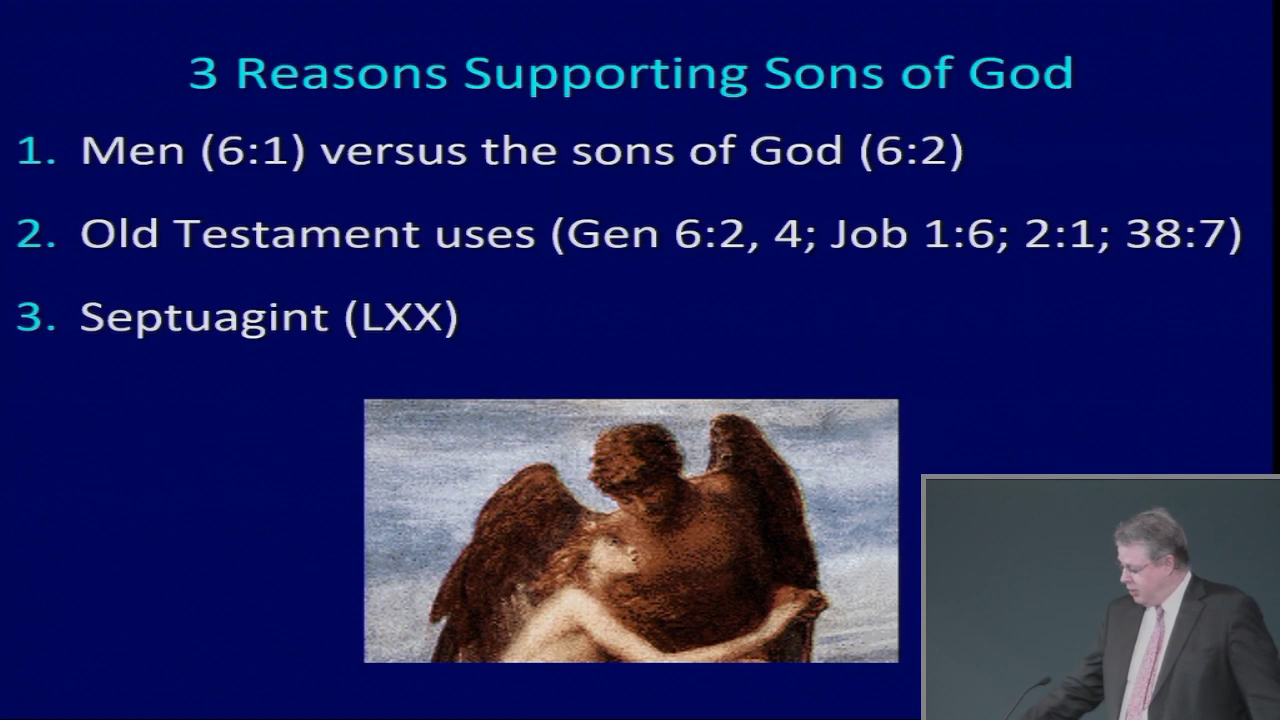 3 Reasons Supporting Sons of God
1. Men (6:1) versus the sons of God (6:2)
2. Old Testament uses (Gen 6:2, 4; Job 1:6; 2:1; 38:7)
3. Septuagint (LXX)